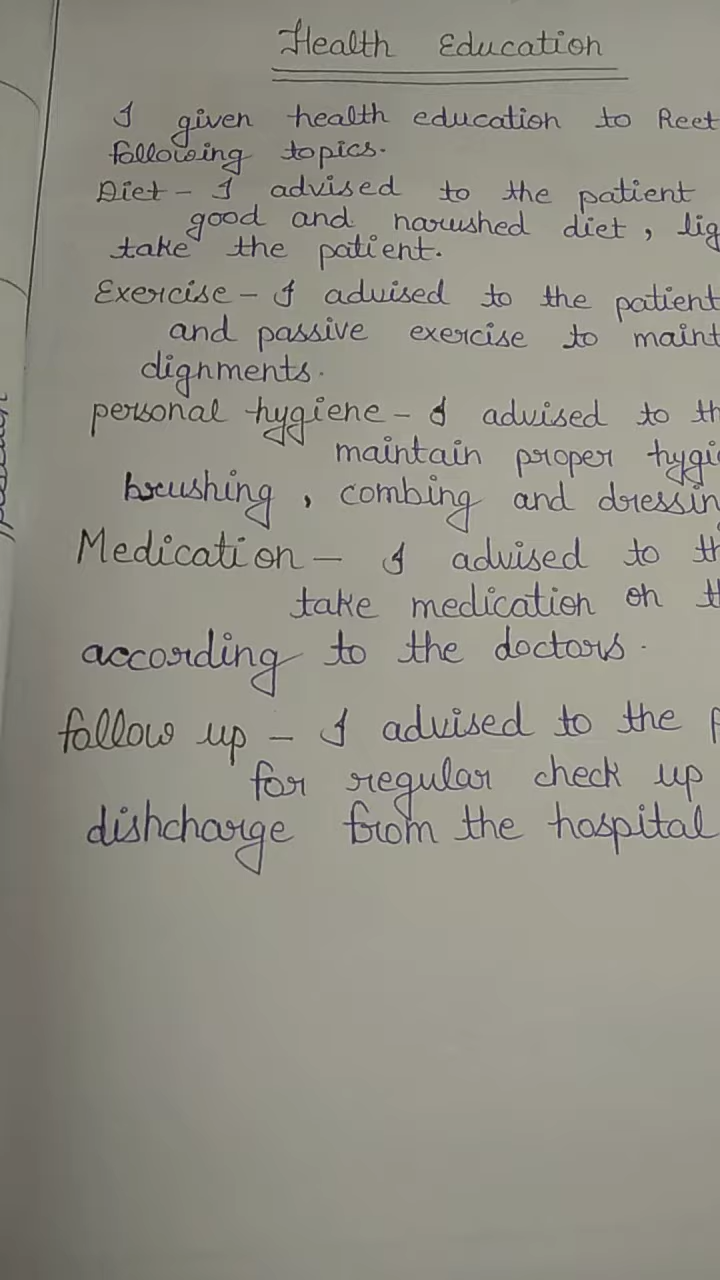 Health Education
I given health education to Reet
following topics.
Diet - I advised to the patient
good and narushed diet, lig
take the patient.
Exercise - I advised to the patient
and passive exercise to maint
dignments.
personal hygiene - I advised to th
maintain proper hygi
brushing, combing and dressin
Medication - I advised to th
take medication on t
according to the doctors.
follow up - I advised to the p
for regular check up
dishcharge from the hospital